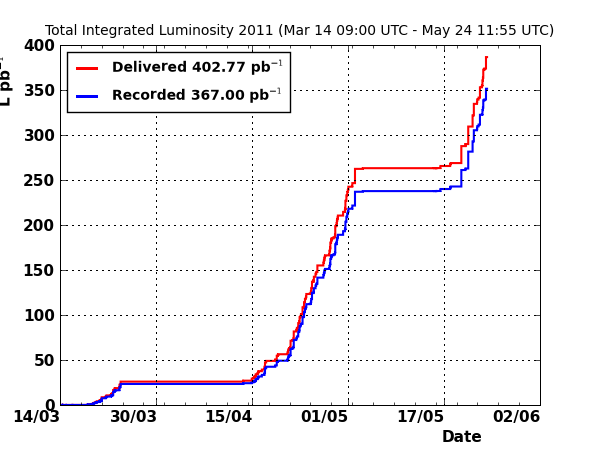 Total Integrated Luminosity 2011 (Mar 14 09:00 UTC - May 24 11:55 UTC)
L pb⁻¹
Delivered 402.77 pb⁻¹
Recorded 367.00 pb⁻¹
400
350
300
250
200
150
100
50
0
14/03 30/03 15/04 01/05 17/05 02/06
Date